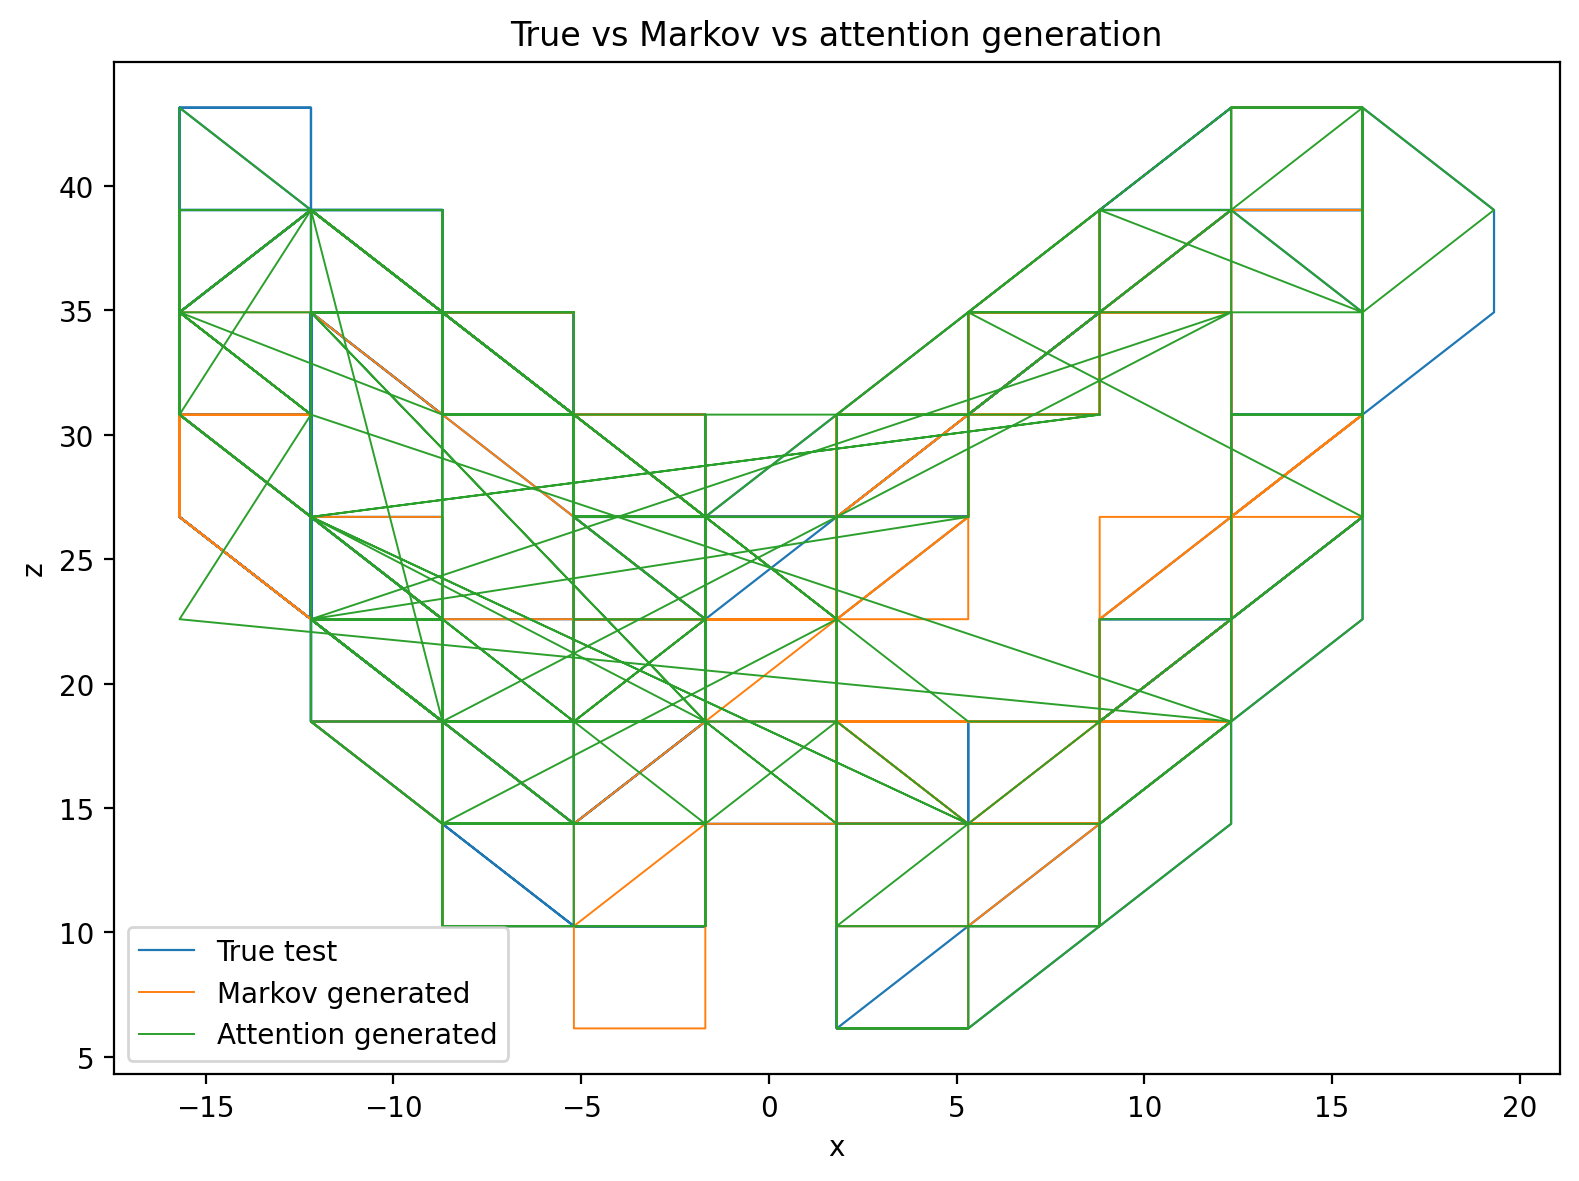 True vs Markov vs attention generation
z
40
35
30
25
20
15
10
5
True test
Markov generated
Attention generated
−15
−10
−5
0
5
10
15
20
x